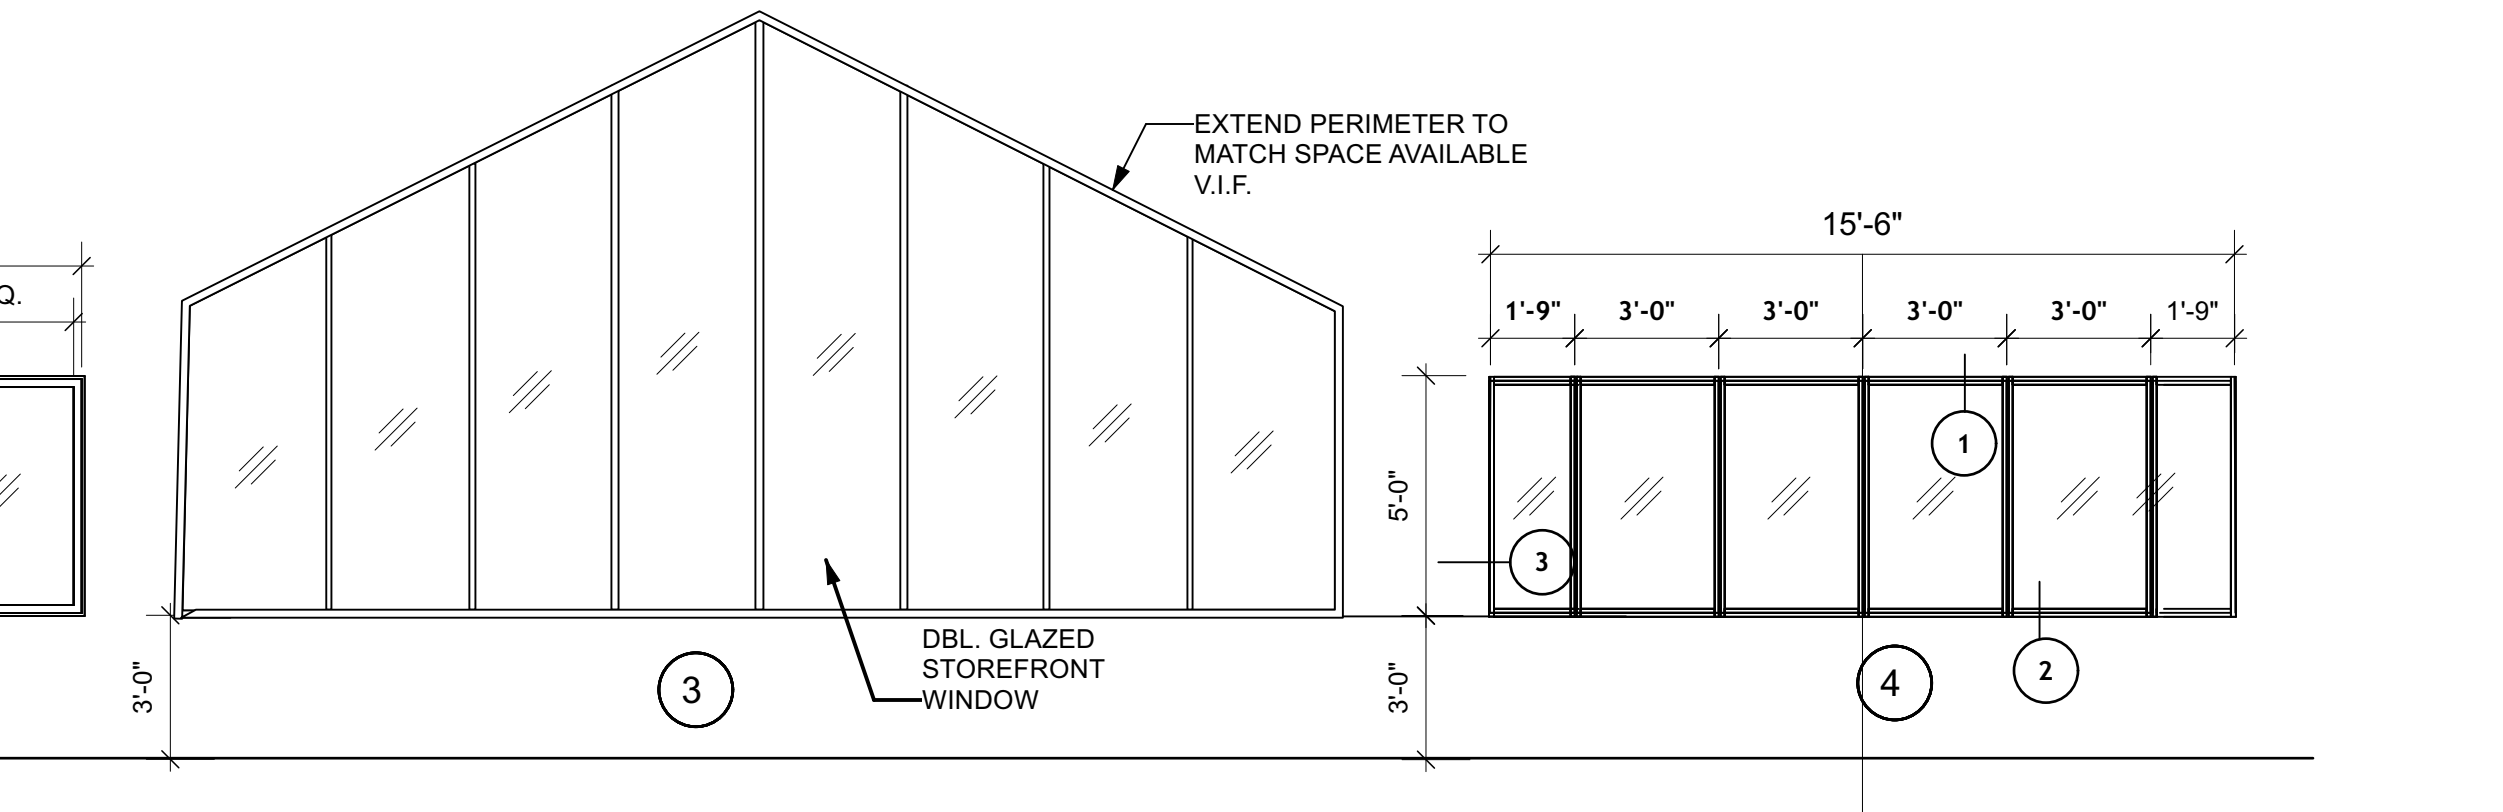 Q.
3'-0"
3
DBL. GLAZED
STOREFRONT
WINDOW
EXTEND PERIMETER TO
MATCH SPACE AVAILABLE
V.I.F.
15'-6"
1'-9" 3'-0" 3'-0" 3'-0" 3'-0" 1'-9"
5'-0"
3'-0"
1
3
2
4